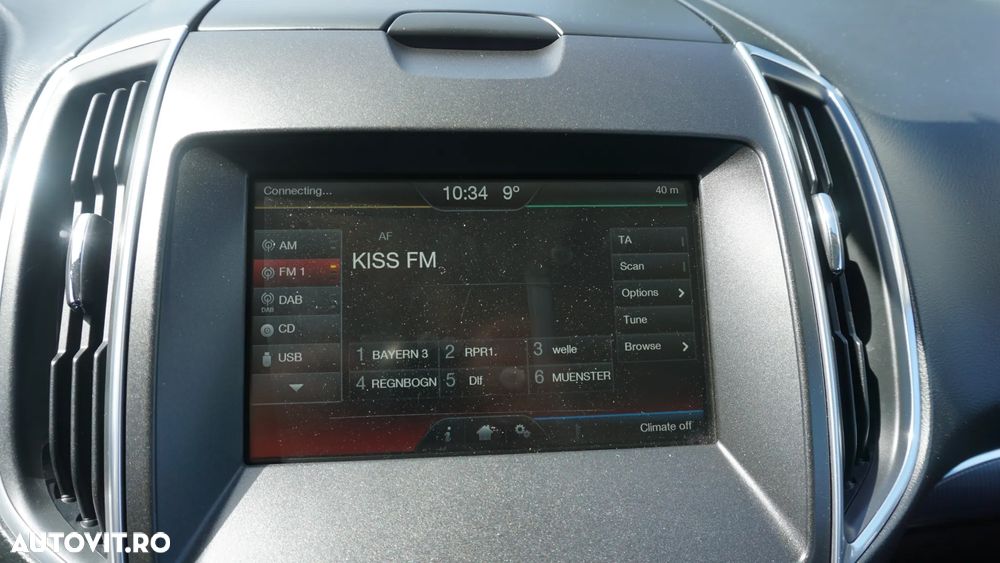 Connecting... 10:34 9° 40 m
AM
FM 1
DAB
DAB
CD
USB
AF
KISS FM
TA
Scan
Options
Tune
Browse
1 BAYERN 3 2 RPR1. 3 welle
4 REGNBOGN 5 Dlf 6 MUENSTER
Climate off
AUTOVIT.RO